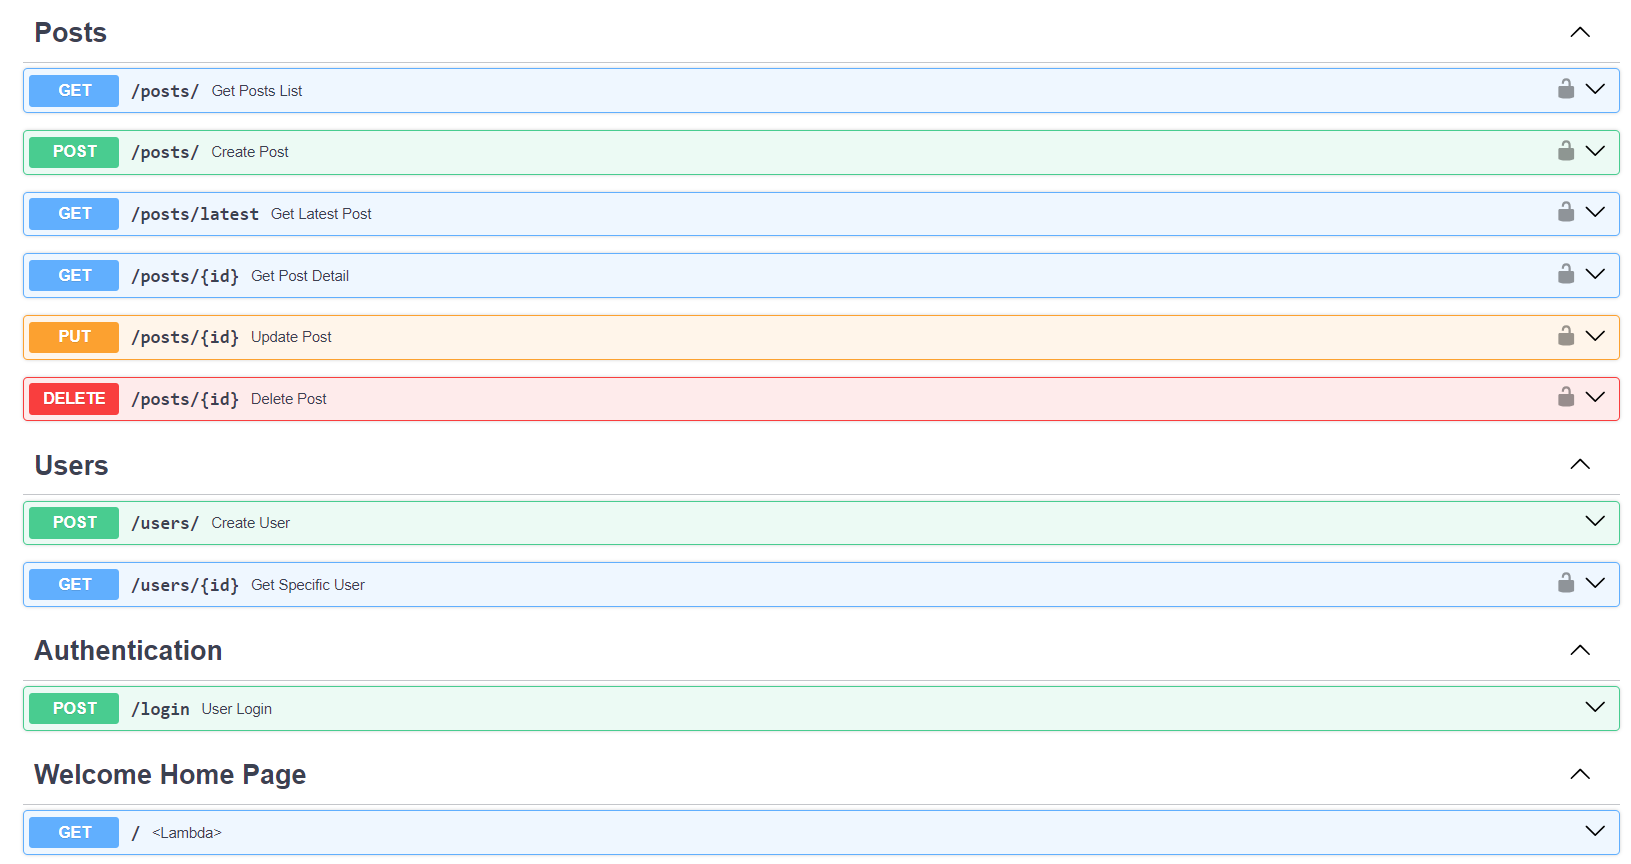 Posts
GET /posts/ Get Posts List
POST /posts/ Create Post
GET /posts/latest Get Latest Post
GET /posts/{id} Get Post Detail
PUT /posts/{id} Update Post
DELETE /posts/{id} Delete Post
Users
POST /users/ Create User
GET /users/{id} Get Specific User
Authentication
POST /login User Login
Welcome Home Page
GET / <Lambda>